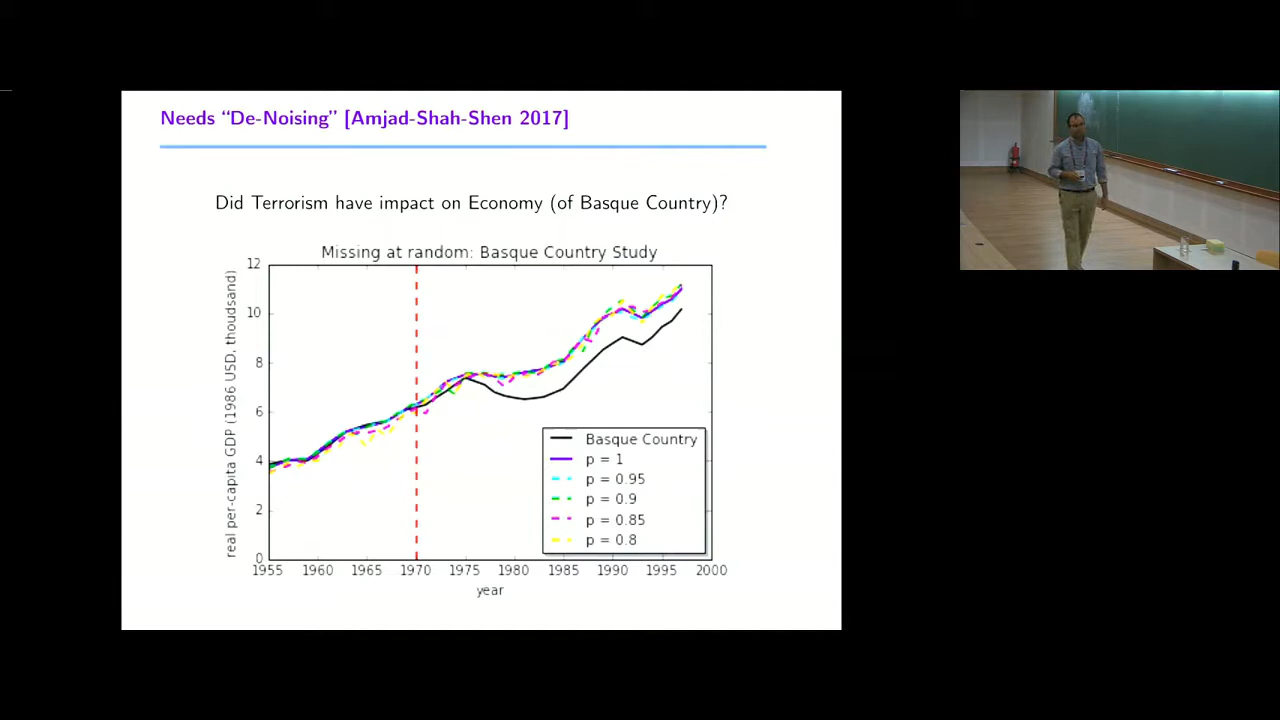 Needs “De-Noising” [Amjad-Shah-Shen 2017]
Did Terrorism have impact on Economy (of Basque Country)?
Missing at random: Basque Country Study
real per-capita GDP (1986 USD, thoudsand)
12
10
8
6
4
2
0
1955 1960 1965 1970 1975 1980 1985 1990 1995 2000
year
Basque Country
p = 1
p = 0.95
p = 0.9
p = 0.85
p = 0.8